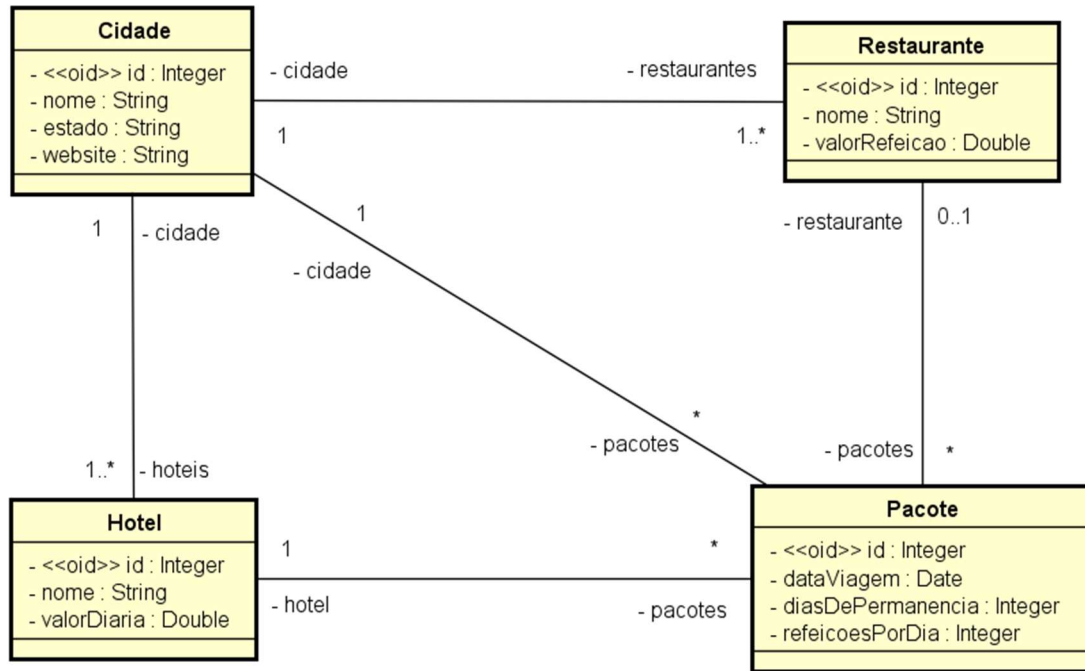 Cidade
- <<oid>> id : Integer
- nome : String
- estado : String
- website : String
Restaurante
- <<oid>> id : Integer
- nome : String
- valorRefeicao : Double
- cidade
- restaurantes
1
1..*
1
- cidade
1
- cidade
- restaurante
0..1
*
- pacotes
- pacotes
*
1..*
- hoteis
Hotel
- <<oid>> id : Integer
- nome : String
- valorDiaria : Double
1
*
- hotel
- pacotes
Pacote
- <<oid>> id : Integer
- dataViagem : Date
- diasDePermanencia : Integer
- refeicoesPorDia : Integer